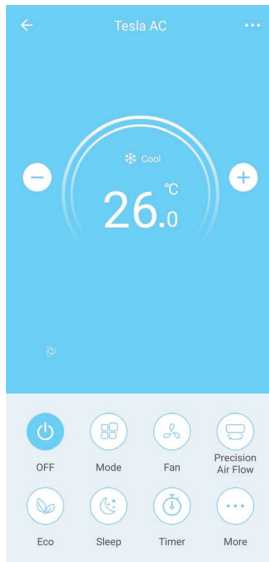 Tesla AC
Cool
26.0 °C
OFF
Mode
Fan
Precision
Air Flow
Eco
Sleep
Timer
More